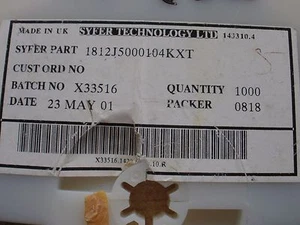 MADE IN UK SYFER TECHNOLOGY LTD 143310.4
SYFER PART 1812J5000104KXT
CUST ORD NO
BATCH NO X33516 QUANTITY 1000
DATE 23 MAY 01 PACKER 0818